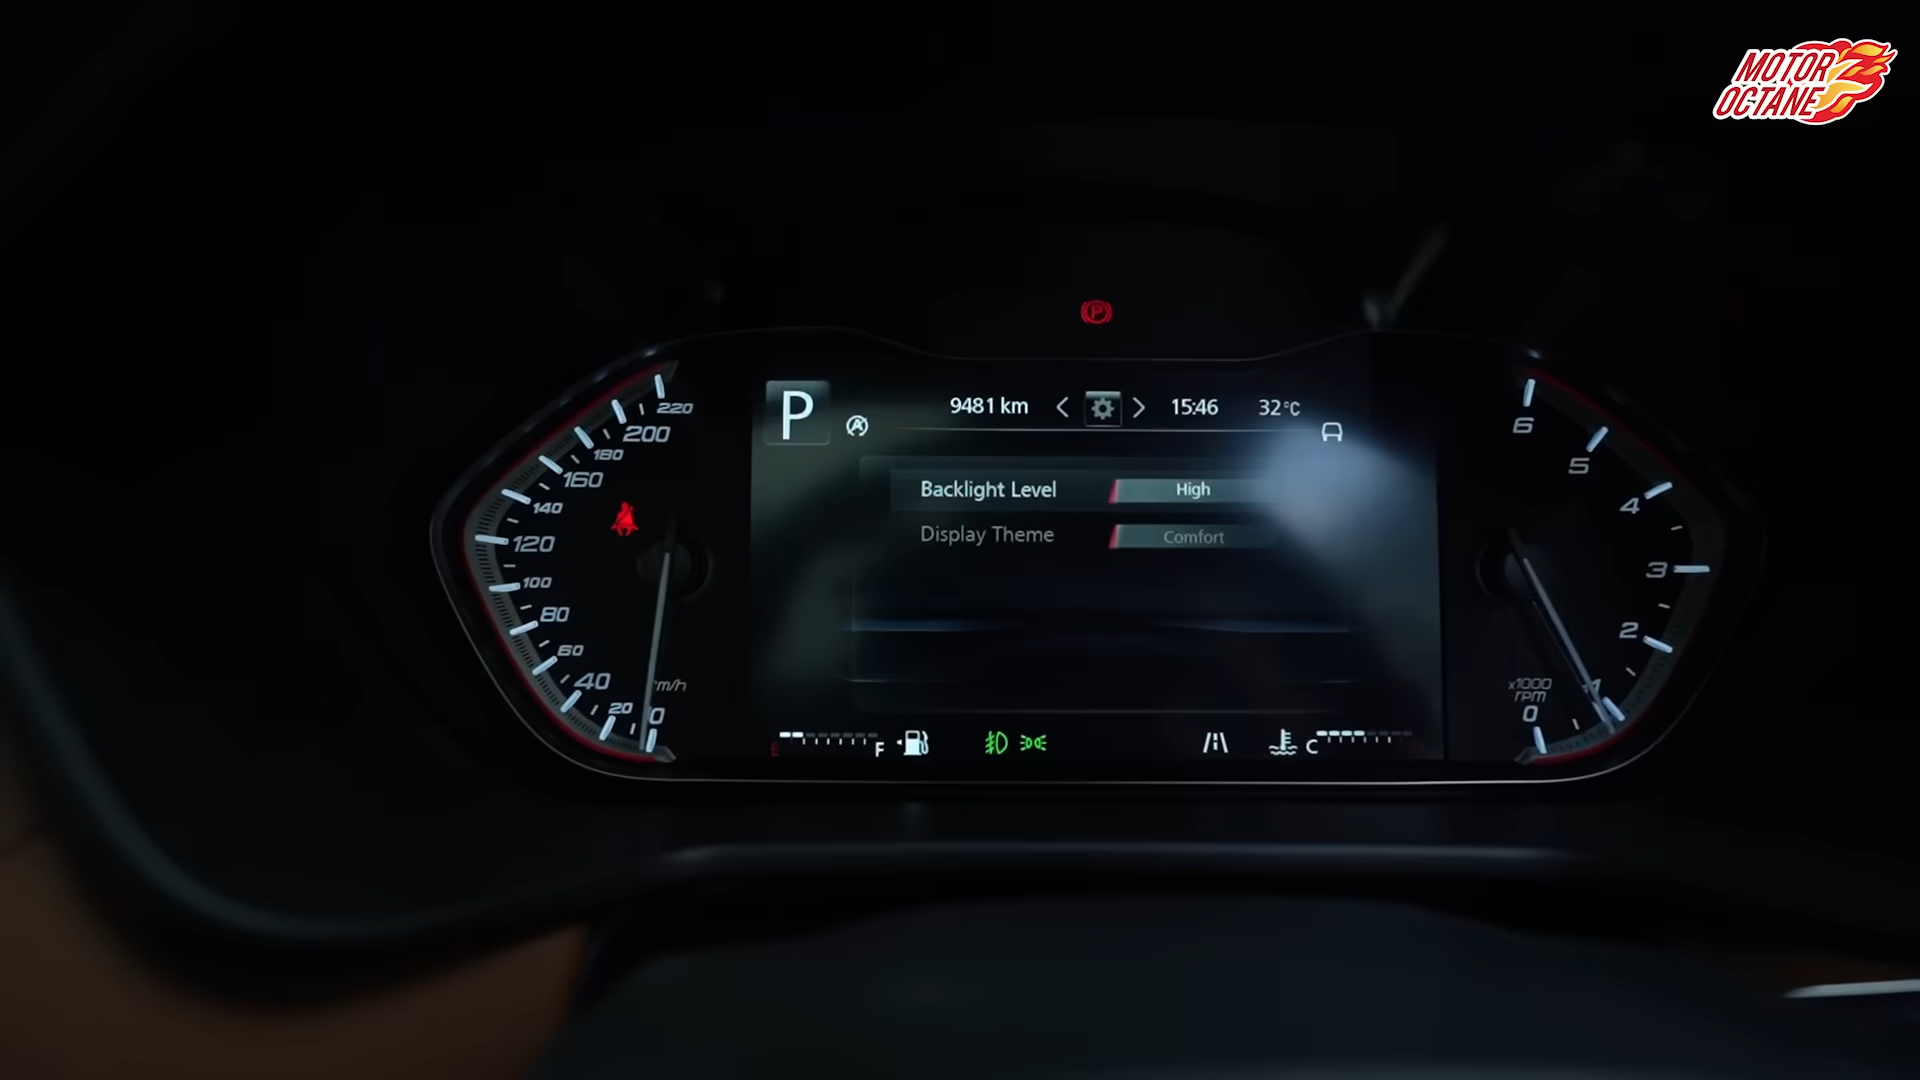 MOTOR
OCTANE
P
P
9481 km
15:46
32°C
Backlight Level
High
Display Theme
Comfort
220
200
180
160
140
120
100
80
60
40
20
0
6
5
4
3
2
1
0
x1000
rpm
E
F
C